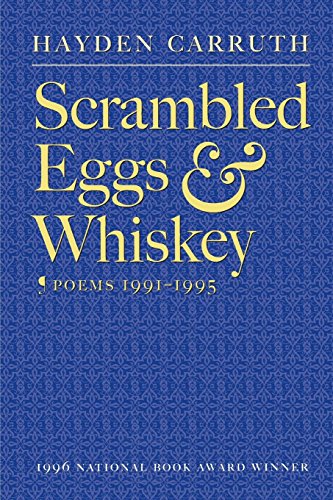 HAYDEN CARRUTH
Scrambled
Eggs &
Whiskey
¶ POEMS 1991–1995
1996 NATIONAL BOOK AWARD WINNER